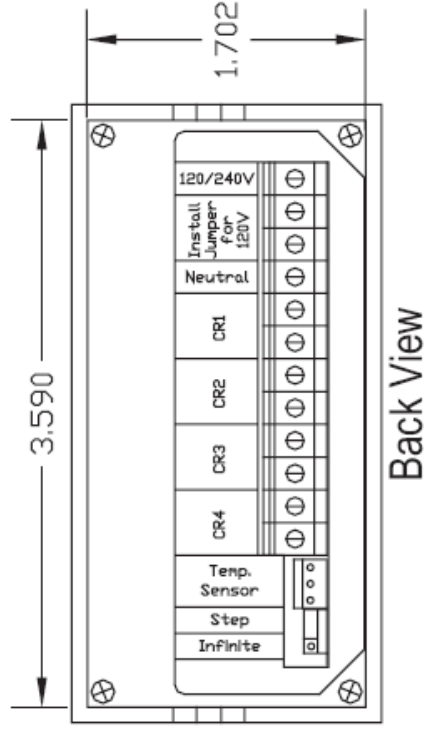 1.702
3.590
120/240V
Install
Jumper
for
120V
Neutral
CR1
CR2
CR3
CR4
Temp.
Sensor
Step
Infinite
Back View